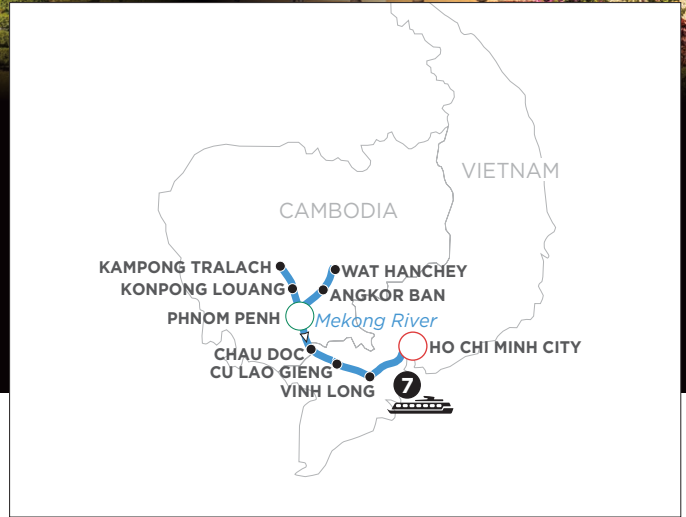 VIETNAM
CAMBODIA
KAMPONG TRALACH
WAT HANCHEY
KONPONG LOUANG
ANGKOR BAN
PHNOM PENH
Mekong River
CHAU DOC
HO CHI MINH CITY
CU LAO GIENG
VINH LONG
7